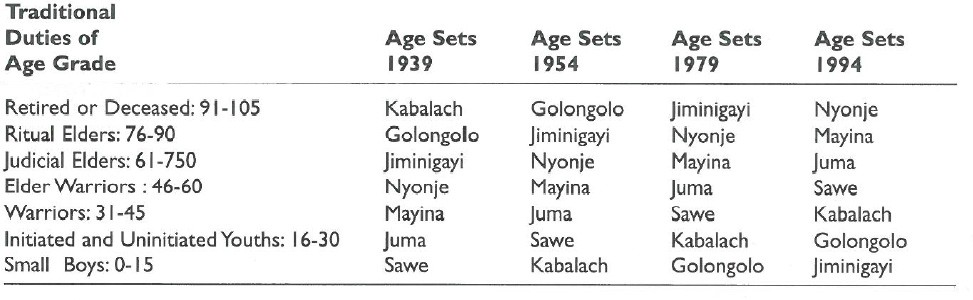 Traditional
Duties of Age Sets Age Sets Age Sets Age Sets
Age Grade 1939 1954 1979 1994
Retired or Deceased: 91-105 Kabalach Golongolo Jiminigayi Nyonje
Ritual Elders: 76-90 Golongolo Jiminigayi Nyonje Mayina
Judicial Elders: 61-750 Jiminigayi Nyonje Mayina Juma
Elder Warriors : 46-60 Nyonje Mayina Juma Sawe
Warriors: 31-45 Mayina Juma Sawe Kabalach
Initiated and Uninitiated Youths: 16-30 Juma Sawe Kabalach Golongolo
Small Boys: 0-15 Sawe Kabalach Golongolo Jiminigayi